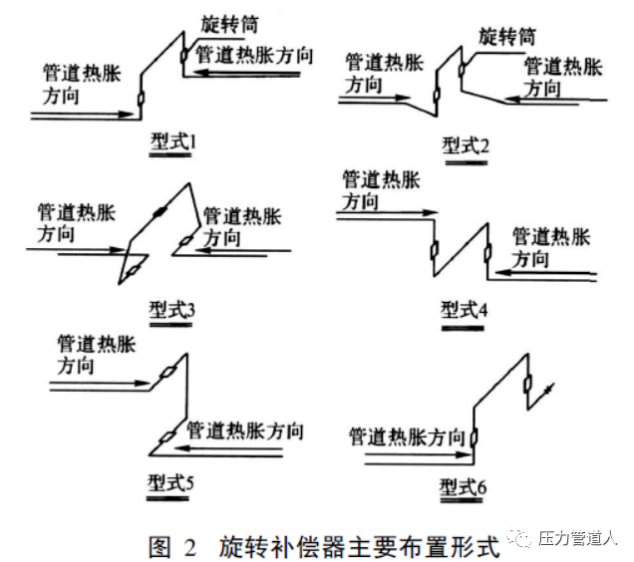 旋转筒
管道热胀方向
管道热胀
方向
型式1
旋转筒
管道热胀
方向
管道热胀
方向
型式2
管道热胀
方向
管道热胀
方向
型式3
管道热胀
方向
管道热胀
方向
型式4
管道热胀
方向
管道热胀方向
型式5
管道热胀方向
型式6
图 2 旋转补偿器主要布置形式
压力管道人